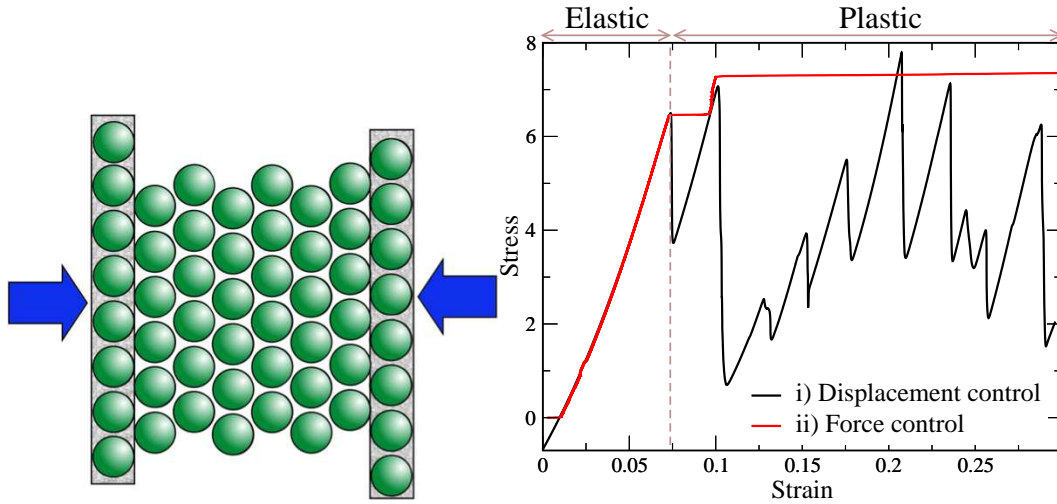 Elastic
Plastic
8
6
4
2
0
Stress
i) Displacement control
ii) Force control
0
0.05
0.1
0.15
0.2
0.25
Strain